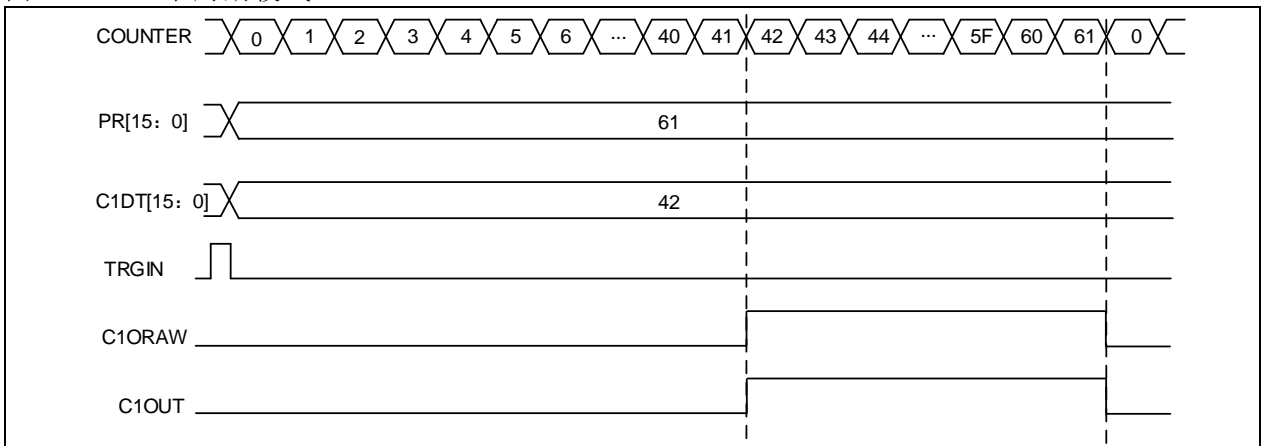 COUNTER 0 1 2 3 4 5 6 ... 40 41 42 43 44 ... 5F 60 61 0
PR[15：0] 61
C1DT[15：0] 42
TRGIN
C1ORAW
C1OUT